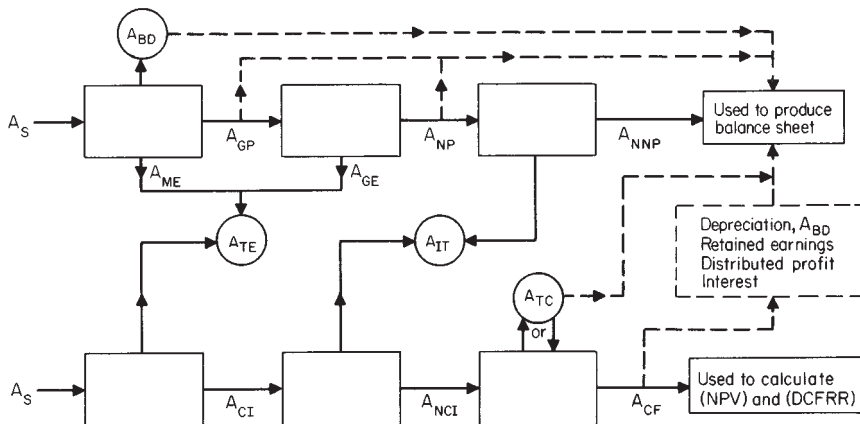 A_BD
A_S
A_GP
A_NP
A_NNP
Used to produce
balance sheet
A_ME
A_GE
A_TE
A_IT
Depreciation, A_BD
Retained earnings
Distributed profit
Interest
A_TC
or
A_S
A_CI
A_NCI
A_CF
Used to calculate
(NPV) and (DCFRR)